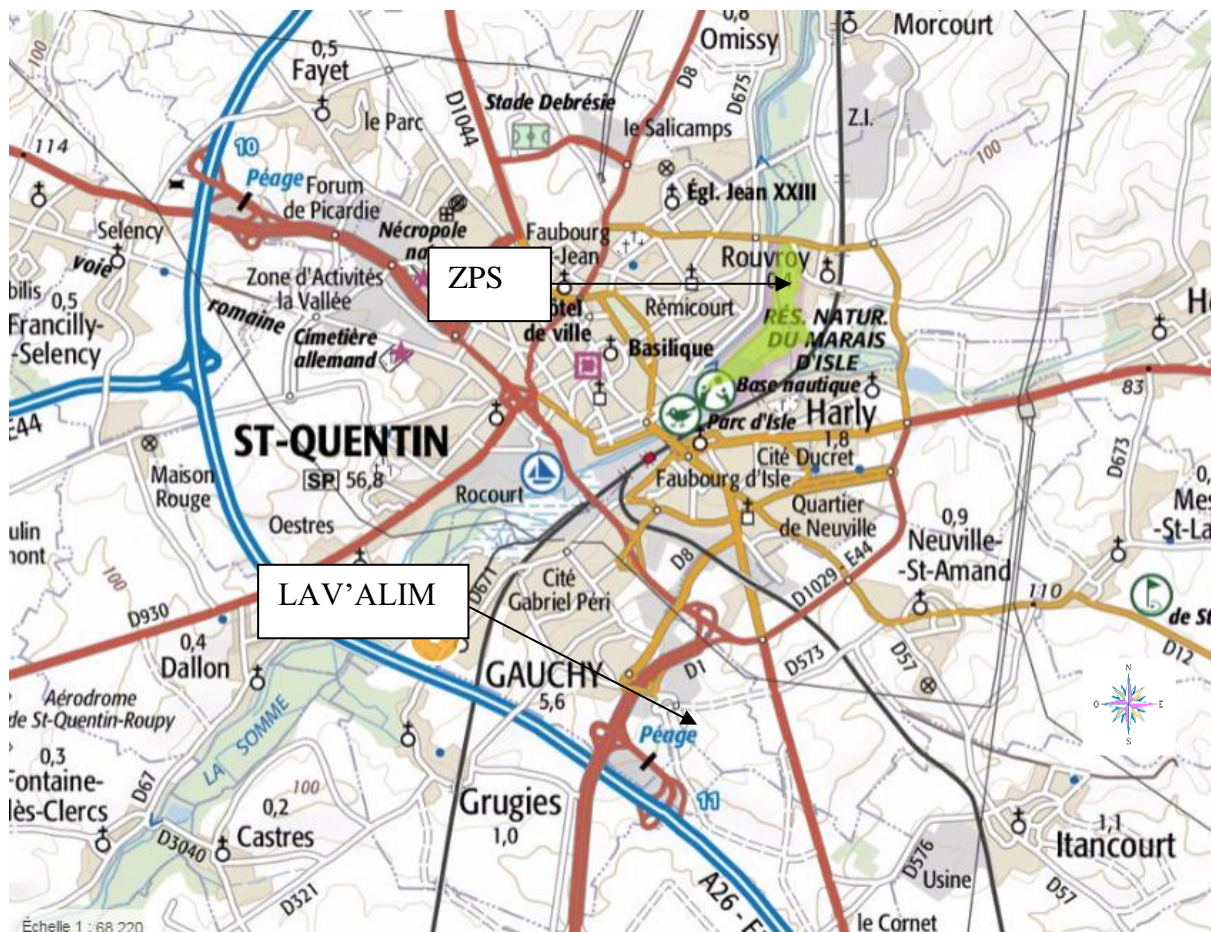 Morcourt
0,8
Omissy
0,5
Fayet
D8
D675
100
D1044
Stade Debrésie
le Parc
le Salicamps
Z.I.
114
10
Péage
Forum
de Picardie
100
Égl. Jean XXIII
Selency
Nécropole
Faubourg
Rouvroy
ZPS
voie
romaine
Zone d'Activités
la Vallée
Rémicourt
0,5
Francilly-
-Selency
Cimetière
allemand
de ville
Basilique
RÉS. NATUR.
DU MARAIS
D'ISLE
Base nautique
83
E44
Parc d'Isle
Harly
1,8
ST-QUENTIN
SP 56,8
Cité Ducret
D673
Maison
Rouge
Rocourt
Faubourg d'Isle
Oestres
Quartier
de Neuville
0,9
Neuville-
-St-Amand
100
D8
D1029 - E44
Cité
Gabriel Péri
D671
LAV'ALIM
110
D930
0,4
Dallon
GAUCHY
5,6
D1
D573
D57
D12
Aérodrome
de St-Quentin-Roupy
LA SOMME
Péage
N
O
E
S
0,3
Fontaine-
-lès-Clercs
D67
100
0,2
Castres
Grugies
1,0
11
1,1
Itancourt
D3040
D321
D576
Usine
D57
A26 - E
le Cornet
Échelle 1 : 68 220